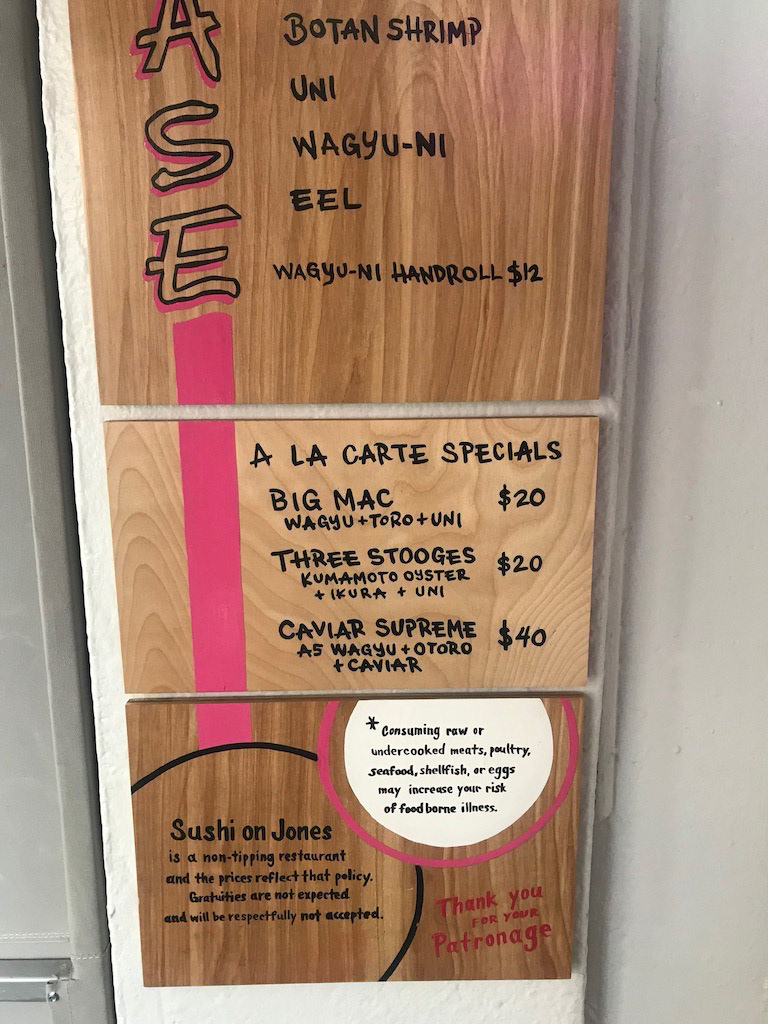 A
S
E
BOTAN SHRIMP
UNI
WAGYU-NI
EEL
WAGYU-NI HANDROLL $12
A LA CARTE SPECIALS
BIG MAC $20
WAGYU+TORO+UNI
THREE STOOGES $20
KUMAMOTO OYSTER
+ IKURA + UNI
CAVIAR SUPREME $40
A5 WAGYU+OTORO
+CAVIAR
*Consuming raw or
undercooked meats, poultry,
seafood, shellfish, or eggs
may increase your risk
of foodborne illness.
Sushi on Jones
is a non-tipping restaurant
and the prices reflect that policy.
Gratuities are not expected
and will be respectfully not accepted.
Thank you
FOR YOUR
Patronage